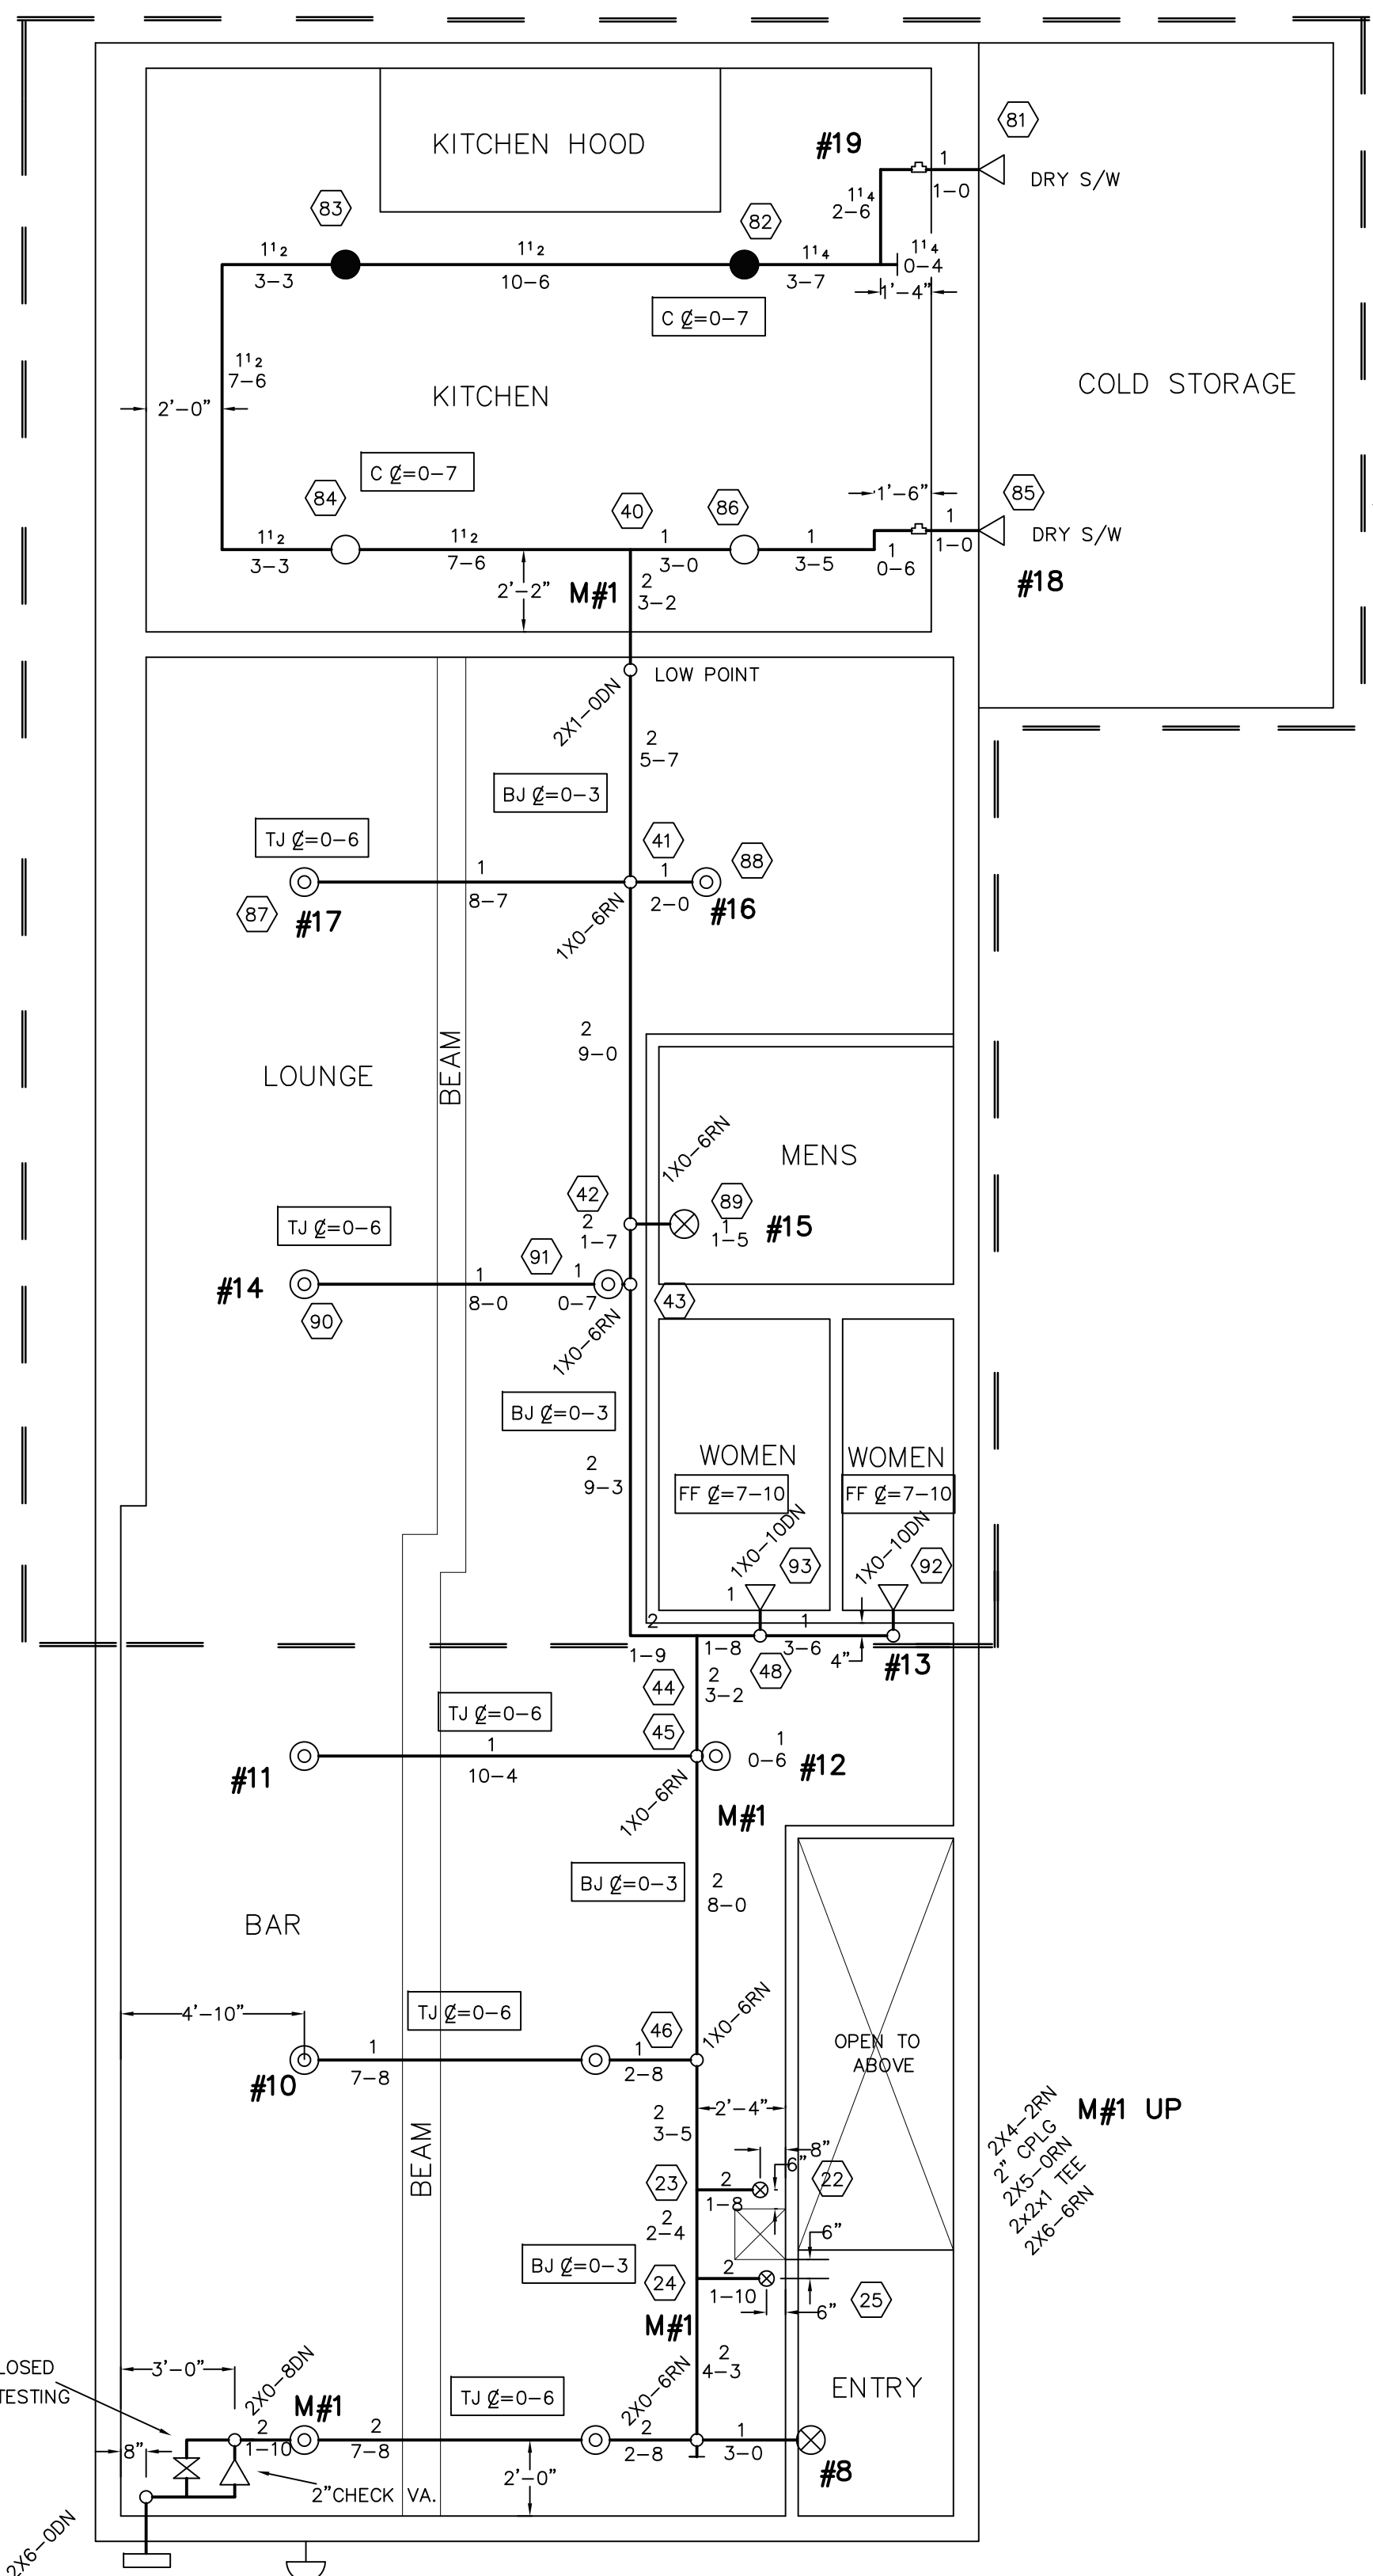 KITCHEN HOOD
#19
81
1
1-0
DRY S/W
83
82
1¹₄
2-6
1¹₂
3-3
1¹₂
10-6
1¹₄
3-7
1¹₄
0-4
1'-4"
C ℄=0-7
1¹₂
7-6
2'-0"
KITCHEN
COLD STORAGE
C ℄=0-7
84
40
86
1'-6"
85
1
1-0
DRY S/W
1¹₂
3-3
1¹₂
7-6
1
3-0
1
3-5
1
0-6
#18
2'-2"
M#1
2
3-2
LOW POINT
2X1-0DN
2
5-7
BJ ℄=0-3
TJ ℄=0-6
41
88
87
#17
1
8-7
1
2-0
#16
1X0-6RN
2
9-0
LOUNGE
BEAM
1X0-6RN
MENS
42
89
1
1-5
#15
TJ ℄=0-6
2
1-7
91
#14
90
1
8-0
1
0-7
43
1X0-6RN
BJ ℄=0-3
2
9-3
WOMEN
WOMEN
FF ℄=7-10
FF ℄=7-10
1X0-10DN
1X0-10DN
93
92
1
2
1-9
1-8
48
1
3-6
4"
#13
44
2
3-2
TJ ℄=0-6
45
#11
1
10-4
1
0-6
#12
1X0-6RN
M#1
BJ ℄=0-3
2
8-0
BAR
4'-10"
TJ ℄=0-6
46
1X0-6RN
OPEN TO
ABOVE
#10
1
7-8
1
2-8
2'-4"
2
3-5
BEAM
8"
6"
23
22
2
1-8
2X4-2RN
2" CPLG
2X5-0RN
2x2x1 TEE
2X6-6RN
M#1 UP
2
2-4
6"
BJ ℄=0-3
24
2
1-10
25
6"
M#1
2
4-3
ENTRY
LOSED
TESTING
3'-0"
2X0-8DN
M#1
TJ ℄=0-6
2X0-6RN
8"
2
1-10
2
7-8
2
2-8
1
3-0
#8
2'-0"
2"CHECK VA.
2X6-0DN